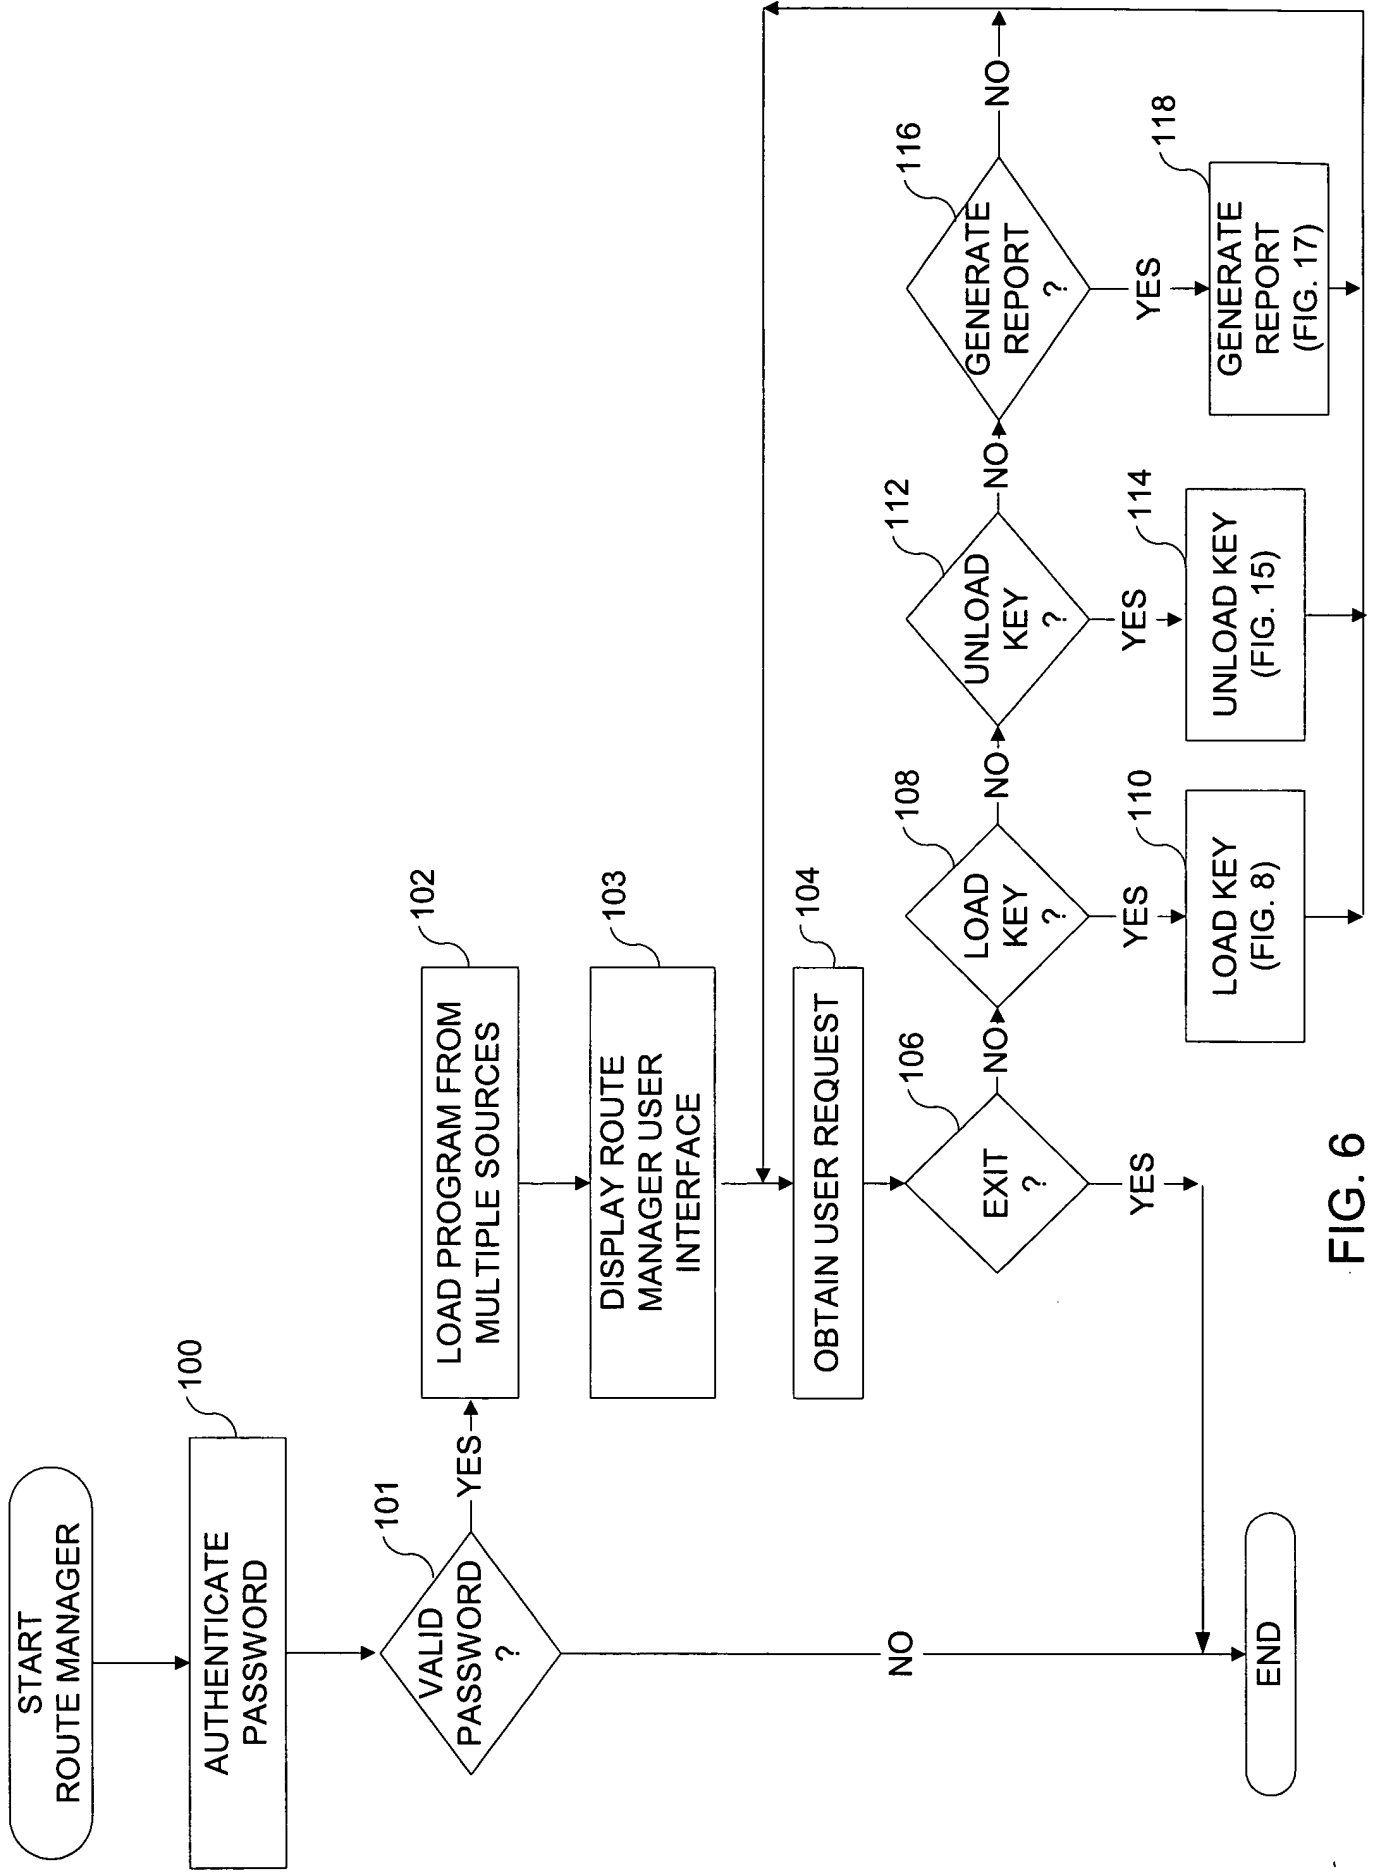 START
ROUTE MANAGER
100
AUTHENTICATE
PASSWORD
101
VALID
PASSWORD
?
YES
NO
102
LOAD PROGRAM FROM
MULTIPLE SOURCES
103
DISPLAY ROUTE
MANAGER USER
INTERFACE
104
OBTAIN USER REQUEST
106
EXIT
?
NO
YES
108
LOAD
KEY
?
NO
YES
110
LOAD KEY
(FIG. 8)
112
UNLOAD
KEY
?
NO
YES
114
UNLOAD KEY
(FIG. 15)
116
GENERATE
REPORT
?
NO
YES
118
GENERATE
REPORT
(FIG. 17)
END
FIG. 6